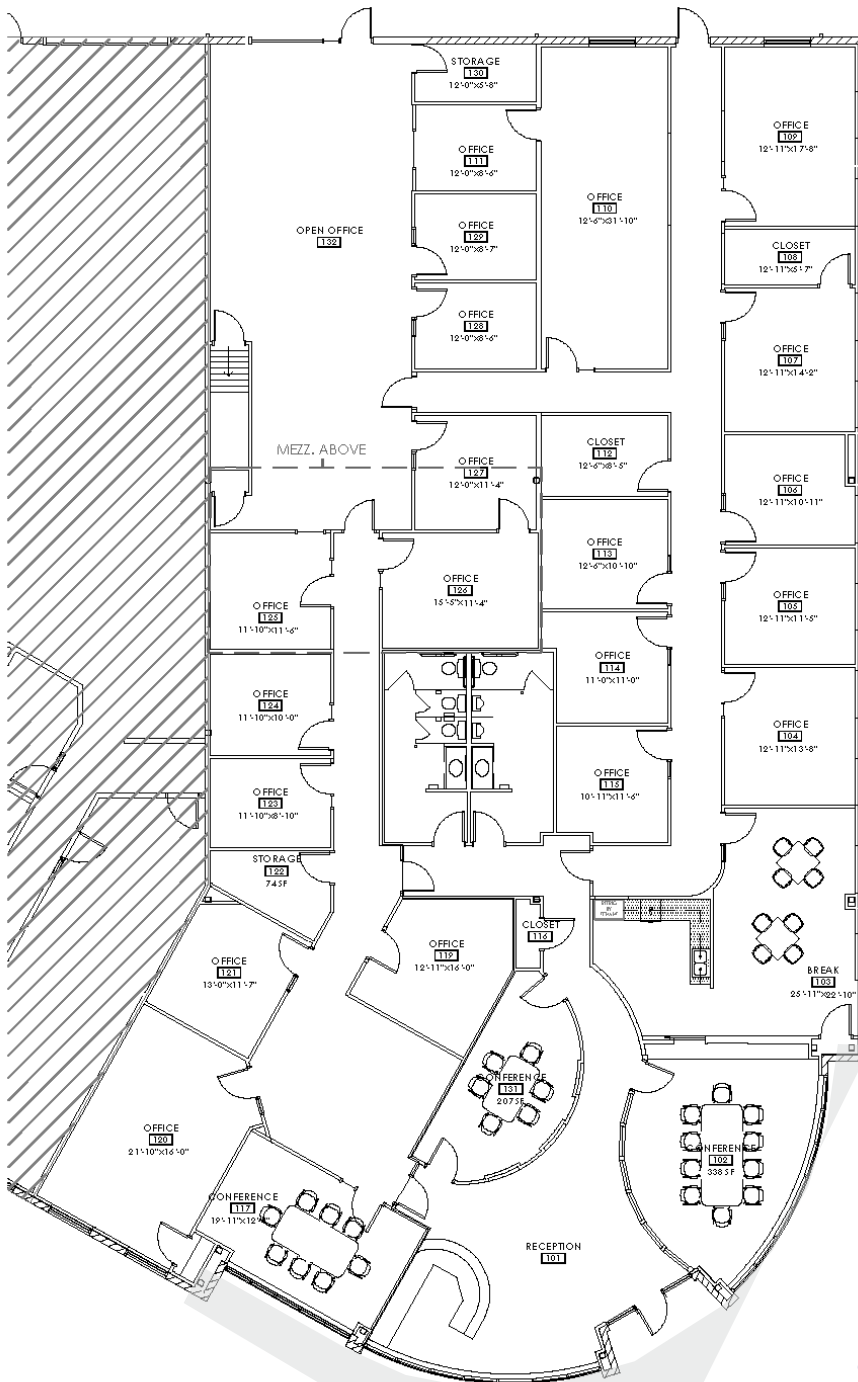 STORAGE
130
12'-0"x5'-8"
OFFICE
111
12'-0"x8'-6"
OFFICE
129
12'-0"x8'-7"
OFFICE
128
12'-0"x8'-6"
OPEN OFFICE
132
OFFICE
110
12'-6"x31'-10"
OFFICE
109
12'-11"x17'-8"
CLOSET
108
12'-11"x5'-7"
OFFICE
107
12'-11"x14'-2"
MEZZ. ABOVE
OFFICE
127
12'-0"x11'-4"
CLOSET
112
12'-6"x8'-5"
OFFICE
106
12'-11"x10'-11"
OFFICE
113
12'-6"x10'-10"
OFFICE
126
15'-5"x11'-4"
OFFICE
125
11'-10"x11'-6"
OFFICE
105
12'-11"x11'-5"
OFFICE
114
11'-0"x11'-0"
OFFICE
124
11'-10"x10'-0"
OFFICE
104
12'-11"x13'-8"
OFFICE
115
10'-11"x11'-6"
OFFICE
123
11'-10"x8'-10"
STORAGE
122
74SF
CLOSET
116
OFFICE
119
12'-11"x16'-0"
OFFICE
121
13'-0"x11'-7"
BREAK
103
25'-11"x22'-10"
CONFERENCE
131
207SF
OFFICE
120
21'-10"x16'-0"
CONFERENCE
102
338SF
CONFERENCE
117
19'-11"x12'
RECEPTION
101